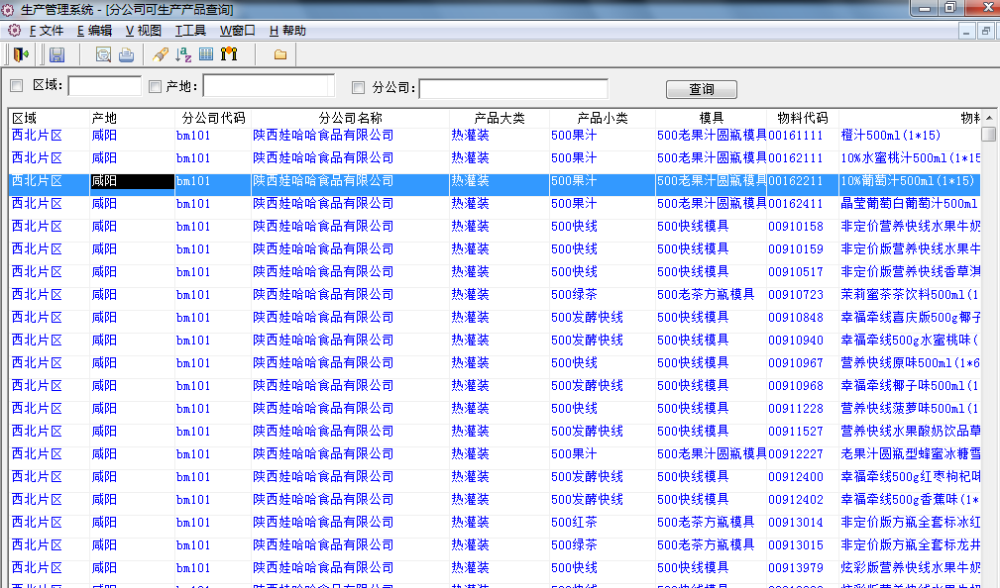 生产管理系统 - [分公司可生产产品查询]
F 文件 E 编辑 V 视图 T工具 W窗口 H 帮助
区域: 产地: 分公司: 查询
区域 产地 分公司代码 分公司名称 产品大类 产品小类 模具 物料代码 物料
西北片区 咸阳 bm101 陕西娃哈哈食品有限公司 热灌装 500果汁 500老果汁圆瓶模具 00161111 橙汁500ml(1*15)
西北片区 咸阳 bm101 陕西娃哈哈食品有限公司 热灌装 500果汁 500老果汁圆瓶模具 00162111 10%水蜜桃汁500ml(1*15
西北片区 咸阳 bm101 陕西娃哈哈食品有限公司 热灌装 500果汁 500老果汁圆瓶模具 00162211 10%葡萄汁500ml(1*15)
西北片区 咸阳 bm101 陕西娃哈哈食品有限公司 热灌装 500果汁 500老果汁圆瓶模具 00162411 晶莹葡萄白葡萄汁500ml
西北片区 咸阳 bm101 陕西娃哈哈食品有限公司 热灌装 500快线 500快线模具 00910158 非定价营养快线水果牛奶
西北片区 咸阳 bm101 陕西娃哈哈食品有限公司 热灌装 500快线 500快线模具 00910159 非定价版营养快线水果牛
西北片区 咸阳 bm101 陕西娃哈哈食品有限公司 热灌装 500快线 500快线模具 00910517 非定价版营养快线香草淇
西北片区 咸阳 bm101 陕西娃哈哈食品有限公司 热灌装 500绿茶 500老茶方瓶模具 00910723 茉莉蜜茶茶饮料500ml(1
西北片区 咸阳 bm101 陕西娃哈哈食品有限公司 热灌装 500发酵快线 500快线模具 00910848 幸福牵线喜庆版500g椰子
西北片区 咸阳 bm101 陕西娃哈哈食品有限公司 热灌装 500发酵快线 500快线模具 00910940 幸福牵线500g水蜜桃味(
西北片区 咸阳 bm101 陕西娃哈哈食品有限公司 热灌装 500快线 500快线模具 00910967 营养快线原味500ml(1*6
西北片区 咸阳 bm101 陕西娃哈哈食品有限公司 热灌装 500发酵快线 500快线模具 00910968 幸福牵线椰子味500ml(1
西北片区 咸阳 bm101 陕西娃哈哈食品有限公司 热灌装 500快线 500快线模具 00911228 营养快线菠萝味500ml(1
西北片区 咸阳 bm101 陕西娃哈哈食品有限公司 热灌装 500发酵快线 500快线模具 00911527 营养快线水果酸奶饮品草
西北片区 咸阳 bm101 陕西娃哈哈食品有限公司 热灌装 500果汁 500老果汁圆瓶模具 00912227 老果汁圆瓶型蜂蜜冰糖雪
西北片区 咸阳 bm101 陕西娃哈哈食品有限公司 热灌装 500发酵快线 500快线模具 00912400 幸福牵线500g红枣枸杞味
西北片区 咸阳 bm101 陕西娃哈哈食品有限公司 热灌装 500发酵快线 500快线模具 00912402 幸福牵线500g香蕉味(1*
西北片区 咸阳 bm101 陕西娃哈哈食品有限公司 热灌装 500红茶 500老茶方瓶模具 00913014 非定价版方瓶全套标冰红
西北片区 咸阳 bm101 陕西娃哈哈食品有限公司 热灌装 500绿茶 500老茶方瓶模具 00913015 非定价版方瓶全套标龙井
西北片区 咸阳 bm101 陕西娃哈哈食品有限公司 热灌装 500快线 500快线模具 00913979 炫彩版营养快线水果牛奶